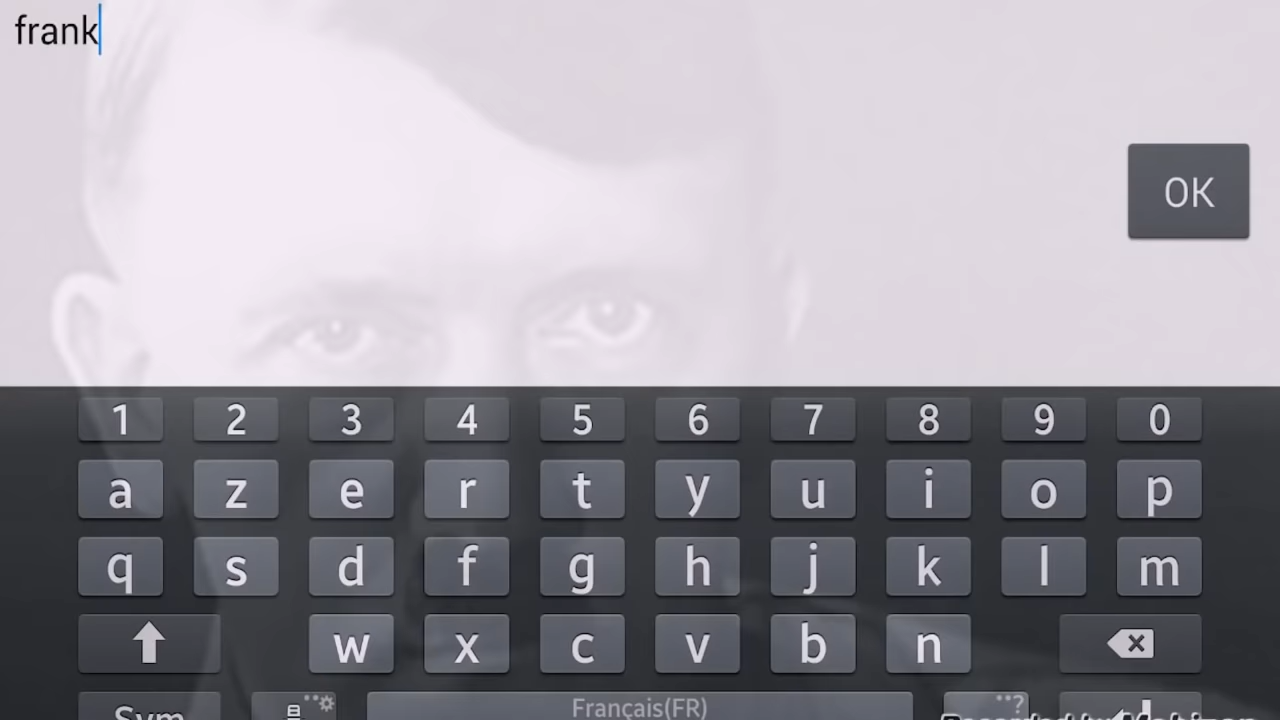 frank
OK
1 2 3 4 5 6 7 8 9 0
a z e r t y u i o p
q s d f g h j k l m
w x c v b n
Sym Français(FR) ..?